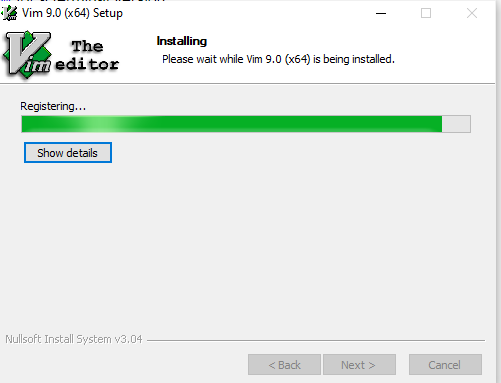 Vim 9.0 (x64) Setup
The
Vim editor
Installing
Please wait while Vim 9.0 (x64) is being installed.
Registering...
Show details
Nullsoft Install System v3.04
< Back
Next >
Cancel